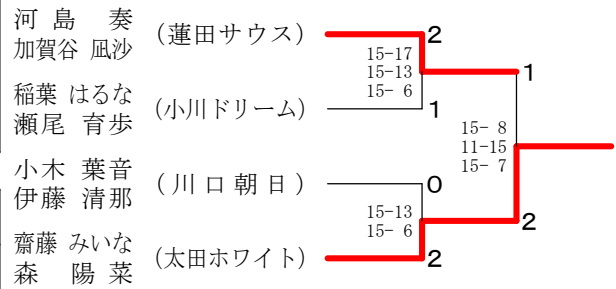 河島 奏
加賀谷 凪沙
(蓮田サウス)
2
15-17
15-13
15- 6
1
稲葉 はるな
瀬尾 育歩
(小川ドリーム)
1
15- 8
11-15
15- 7
小木 葉音
伊藤 清那
(川口朝日)
0
15-13
15- 6
2
齋藤 みいな
森 陽菜
(太田ホワイト)
2